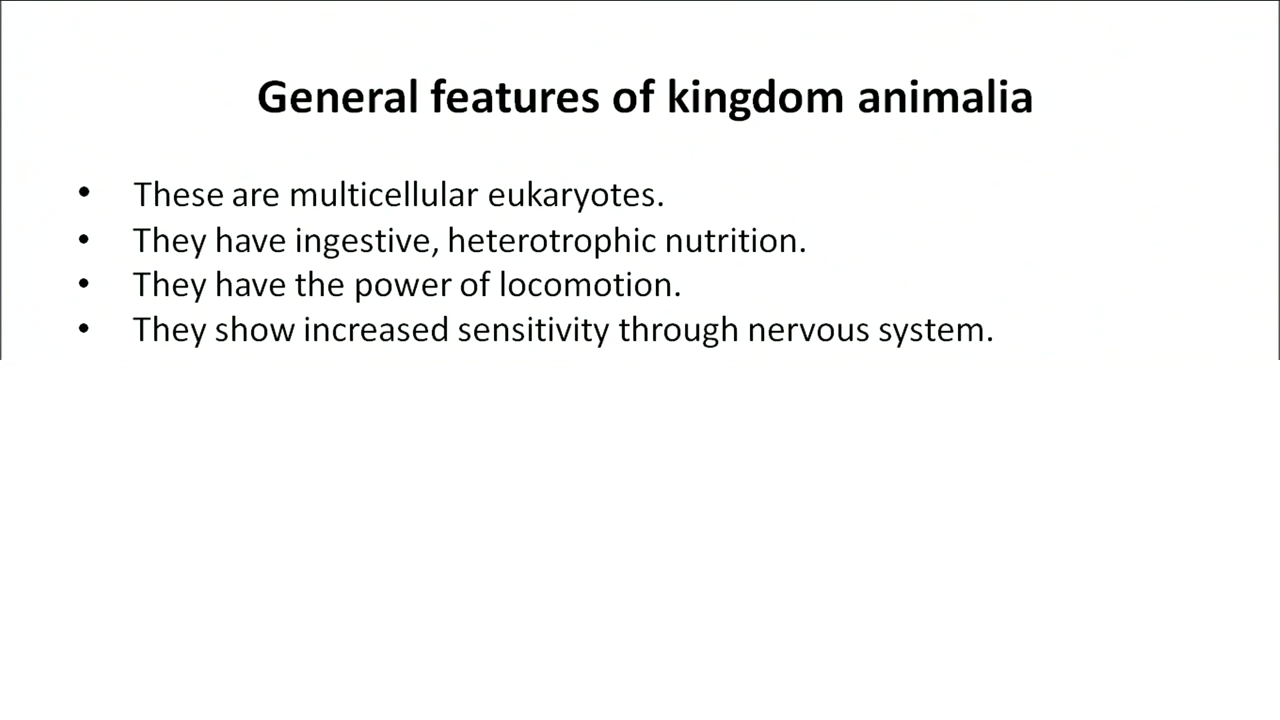 General features of kingdom animalia
• These are multicellular eukaryotes.
• They have ingestive, heterotrophic nutrition.
• They have the power of locomotion.
• They show increased sensitivity through nervous system.